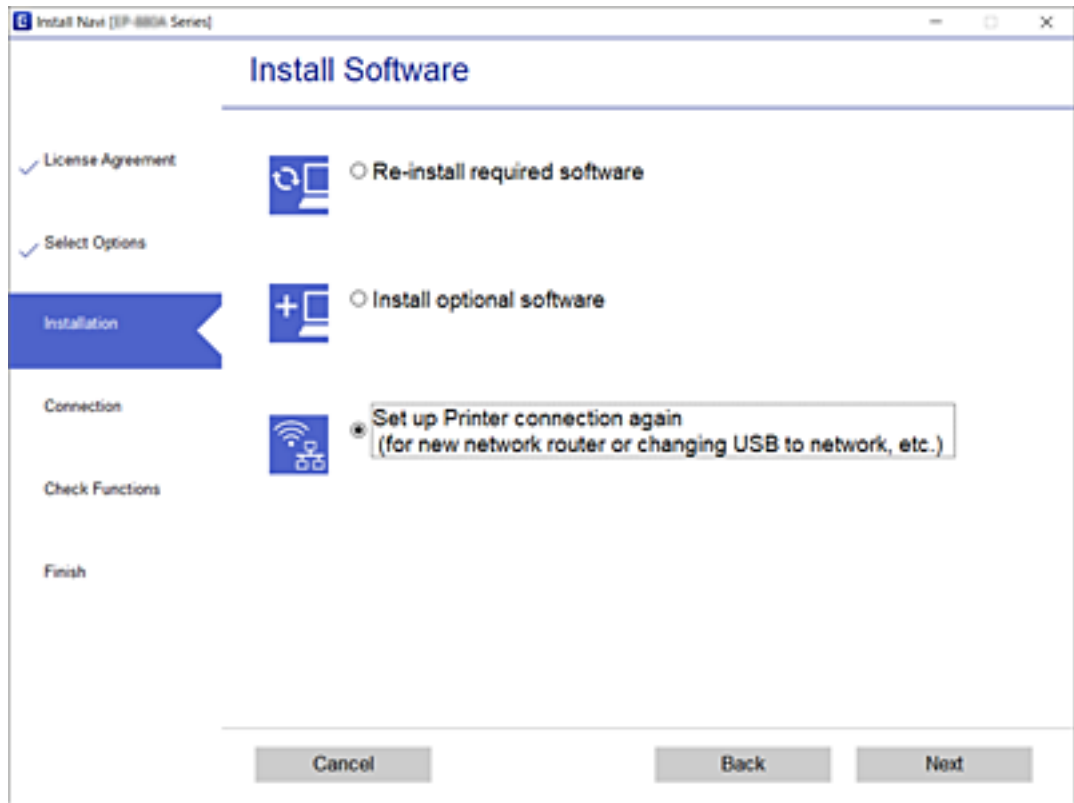 Install Navi [EP-880A Series]
Install Software
License Agreement
Select Options
Installation
Connection
Check Functions
Finish
Re-install required software
Install optional software
Set up Printer connection again
(for new network router or changing USB to network, etc.)
Cancel
Back
Next